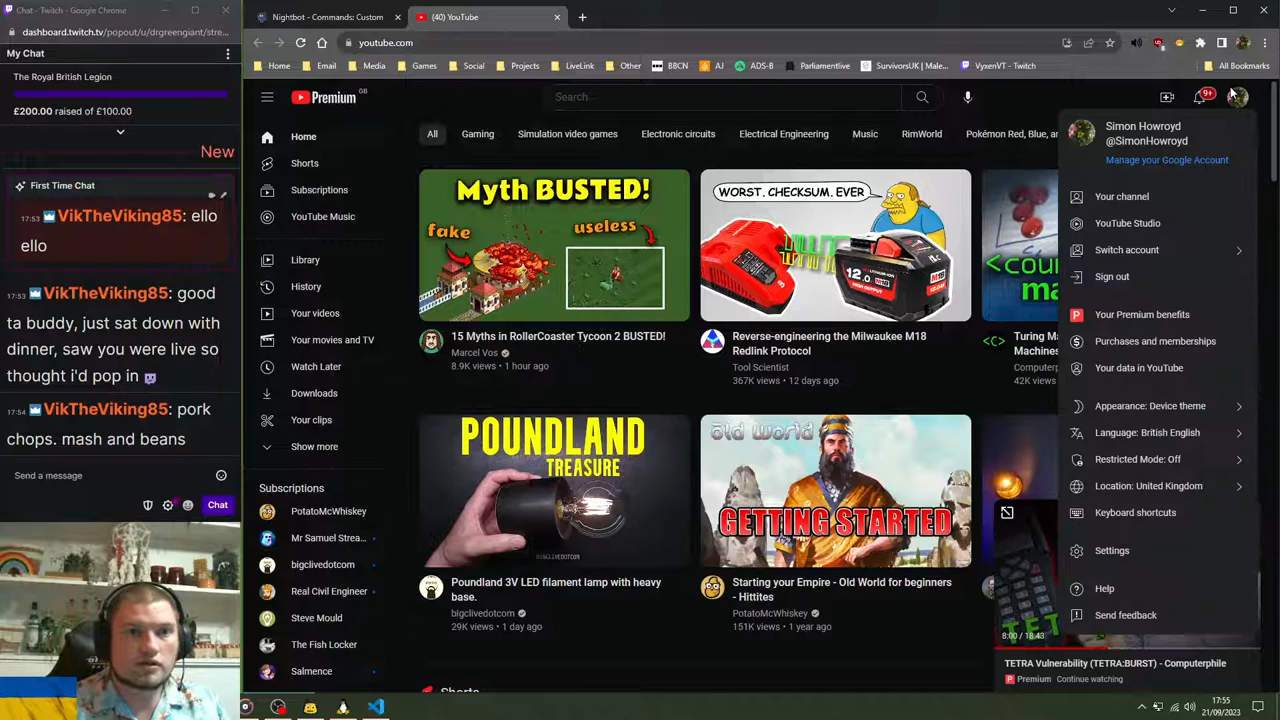 Chat - Twitch - Google Chrome
dashboard.twitch.tv/popout/u/drgreengiant/stre...
My Chat
The Royal British Legion
£200.00 raised of £100.00
New
First Time Chat
17:53 VikTheViking85: ello
ello
17:53 VikTheViking85: good
ta buddy, just sat down with
dinner, saw you were live so
thought i'd pop in
17:54 VikTheViking85: pork
chops. mash and beans
Send a message
Chat
Nightbot - Commands: Custom
(40) YouTube
youtube.com
Home
Email
Media
Games
Social
Projects
LiveLink
Other
BBCN
AJ
ADS-B
Parliamentlive
SurvivorsUK | Male...
VyxenVT - Twitch
All Bookmarks
Premium GB
Search...
9+
Home
Shorts
Subscriptions
YouTube Music
Library
History
Your videos
Your movies and TV
Watch Later
Downloads
Your clips
Show more
Subscriptions
PotatoMcWhiskey
Mr Samuel Strea...
bigclivedotcom
Real Civil Engineer
Steve Mould
The Fish Locker
Salmence
All
Gaming
Simulation video games
Electronic circuits
Electrical Engineering
Music
RimWorld
Pokémon Red, Blue, an
Myth BUSTED!
fake
useless
15 Myths in RollerCoaster Tycoon 2 BUSTED!
Marcel Vos
8.9K views • 1 hour ago
WORST. CHECKSUM. EVER
12.0
Reverse-engineering the Milwaukee M18
Redlink Protocol
Tool Scientist
367K views • 12 days ago
<C>
Turing Ma
Machines
Computerp
42K views
POUNDLAND
TREASURE
BIGCLIVEDOTCOM
Poundland 3V LED filament lamp with heavy
base.
bigclivedotcom
29K views • 1 day ago
old world
GETTING STARTED
Starting your Empire - Old World for beginners
- Hittites
PotatoMcWhiskey
151K views • 1 year ago
Shorts
Simon Howroyd
@SimonHowroyd
Manage your Google Account
Your channel
YouTube Studio
Switch account
Sign out
Your Premium benefits
Purchases and memberships
Your data in YouTube
Appearance: Device theme
Language: British English
Restricted Mode: Off
Location: United Kingdom
Keyboard shortcuts
Settings
Help
Send feedback
8:00 / 18:43
TETRA Vulnerability (TETRA:BURST) - Computerphile
Premium Continue watching
17:55
21/09/2023